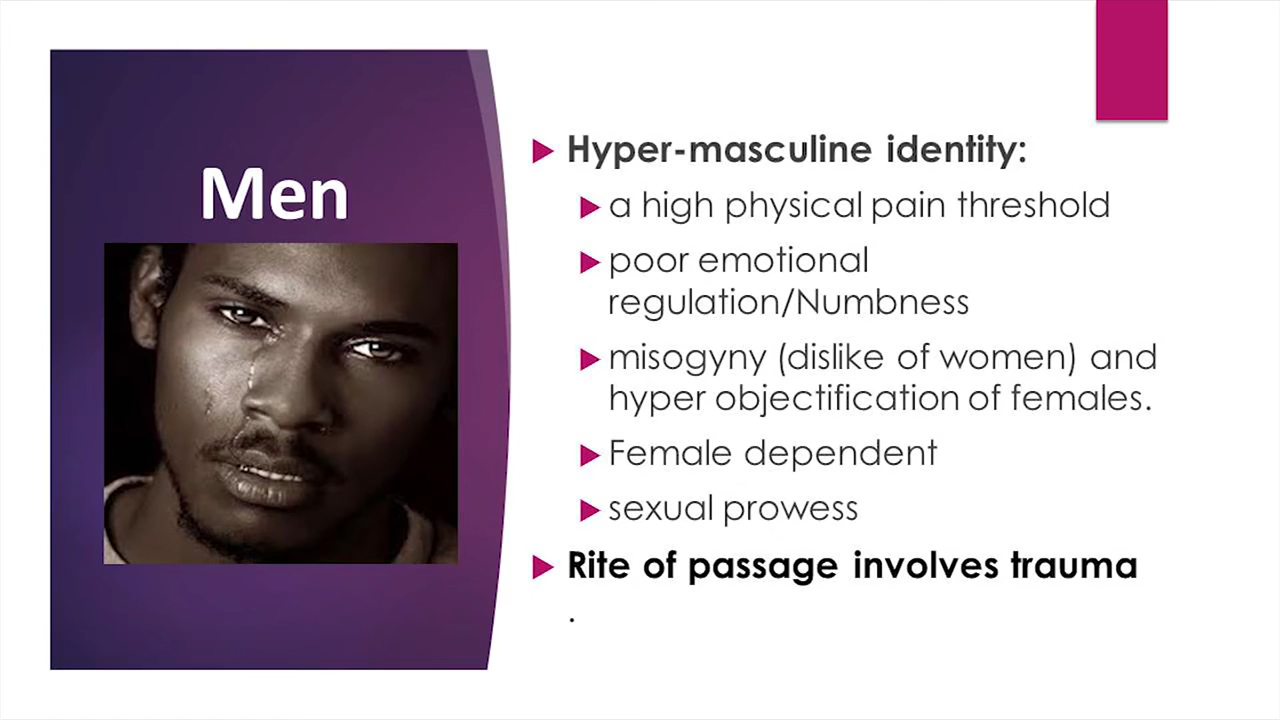 Men
Hyper-masculine identity:
a high physical pain threshold
poor emotional
regulation/Numbness
misogyny (dislike of women) and
hyper objectification of females.
Female dependent
sexual prowess
Rite of passage involves trauma
.